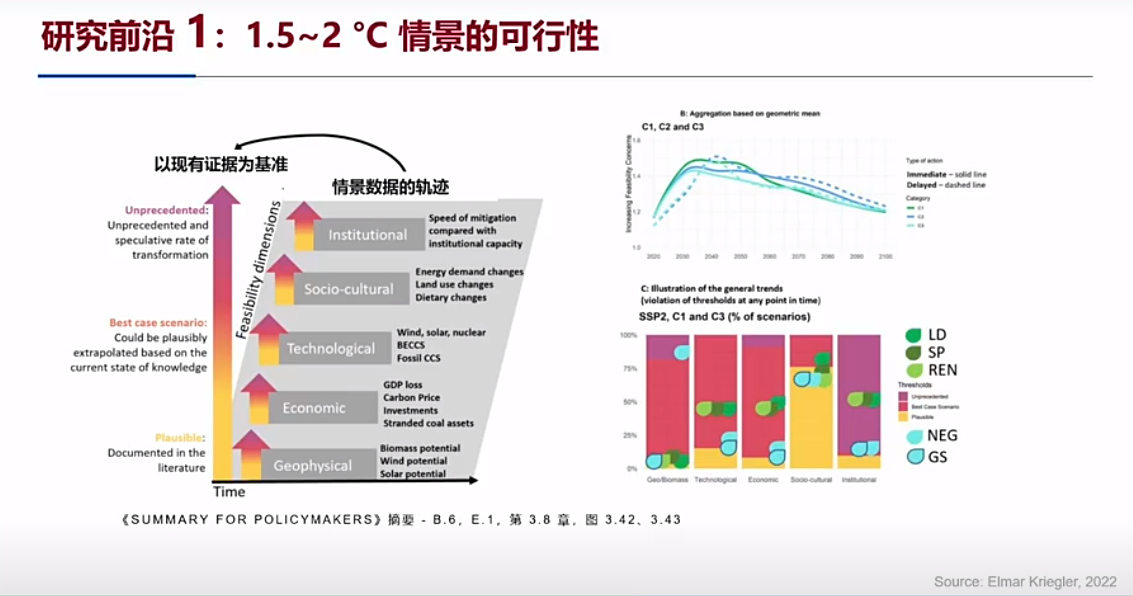 研究前沿 1：1.5~2 °C 情景的可行性
以现有证据为基准
情景数据的轨迹
Unprecedented:
Unprecedented and
speculative rate of
transformation
Best case scenario:
Could be plausibly
extrapolated based on the
current state of knowledge
Plausible:
Documented in the
literature
Feasibility dimensions
Institutional
Speed of mitigation
compared with
institutional capacity
Socio-cultural
Energy demand changes
Land use changes
Dietary changes
Technological
Wind, solar, nuclear
BECCS
Fossil CCS
Economic
GDP loss
Carbon Price
Investments
Stranded coal assets
Geophysical
Biomass potential
Wind potential
Solar potential
Time
B: Aggregation based on geometric mean
C1, C2 and C3
Increasing Feasibility Concerns
1.6
1.4
1.2
1.0
2020 2030 2040 2050 2060 2070 2080 2090 2100
Type of action
Immediate – solid line
Delayed – dashed line
Category
C1
C2
C3
C: Illustration of the general trends
(violation of thresholds at any point in time)
SSP2, C1 and C3 (% of scenarios)
100%
75%
50%
25%
0%
Geo/Biomass Technological Economic Socio-cultural Institutional
LD
SP
REN
Thresholds
Unprecedented
Best Case Scenario
Plausible
NEG
GS
《SUMMARY FOR POLICYMAKERS》摘要 - B.6, E.1, 第 3.8 章, 图 3.42、3.43
Source: Elmar Kriegler, 2022